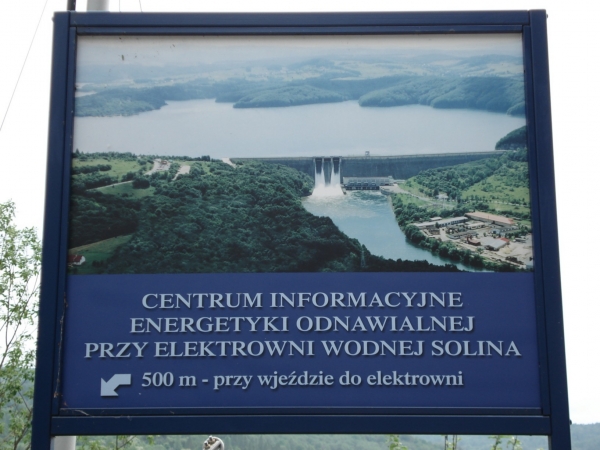 CENTRUM INFORMACYJNE
ENERGETYKI ODNAWIALNEJ
PRZY ELEKTROWNI WODNEJ SOLINA
500 m - przy wjeździe do elektrowni